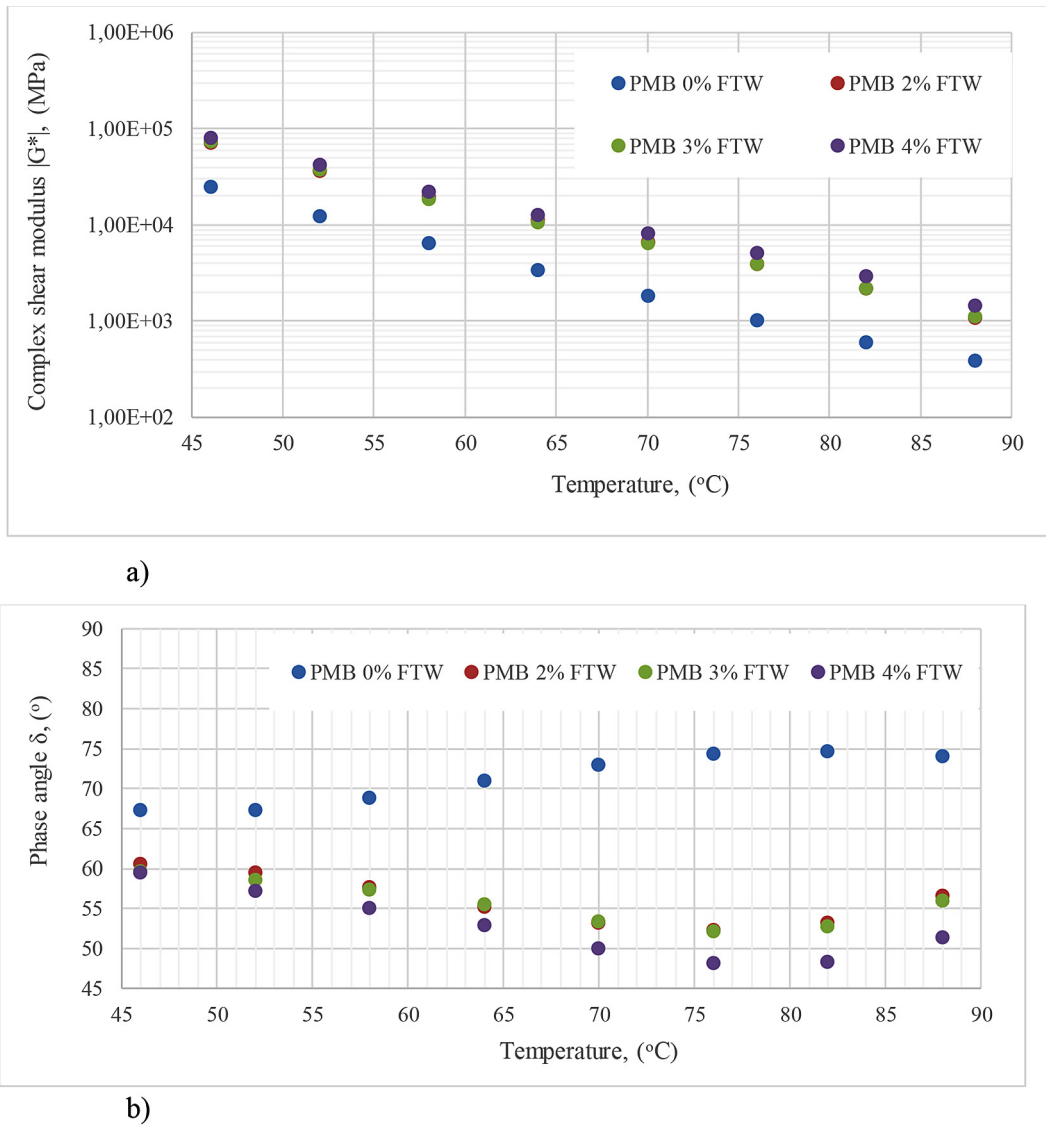 1,00E+06
1,00E+05
1,00E+04
1,00E+03
1,00E+02
Complex shear modulus |G*|, (MPa)
PMB 0% FTW PMB 2% FTW
PMB 3% FTW PMB 4% FTW
45 50 55 60 65 70 75 80 85 90
Temperature, (°C)
a)
90
85
80
75
70
65
60
55
50
45
Phase angle δ, (°)
PMB 0% FTW PMB 2% FTW PMB 3% FTW PMB 4% FTW
45 50 55 60 65 70 75 80 85 90
Temperature, (°C)
b)